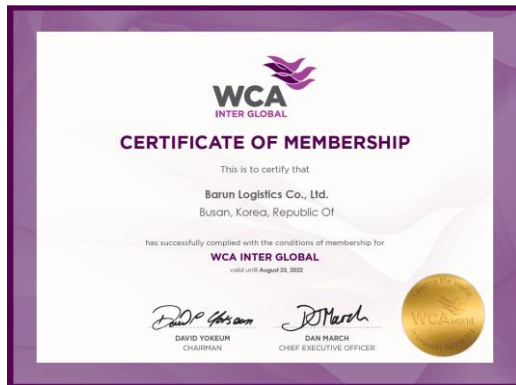 WCA
INTER GLOBAL
CERTIFICATE OF MEMBERSHIP
This is to certify that
Barun Logistics Co., Ltd.
Busan, Korea, Republic Of
has successfully complied with the conditions of membership for
WCA INTER GLOBAL
valid until August 23, 2022
DAVID YOKEUM
CHAIRMAN
DAN MARCH
CHIEF EXECUTIVE OFFICER
WCAworld